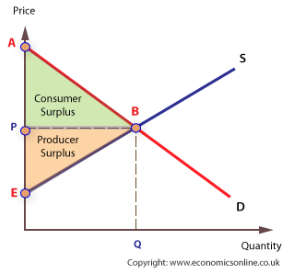 Price
A
S
Consumer
Surplus
B
P
Producer
Surplus
E
D
Q
Quantity
Copyright: www.economicsonline.co.uk